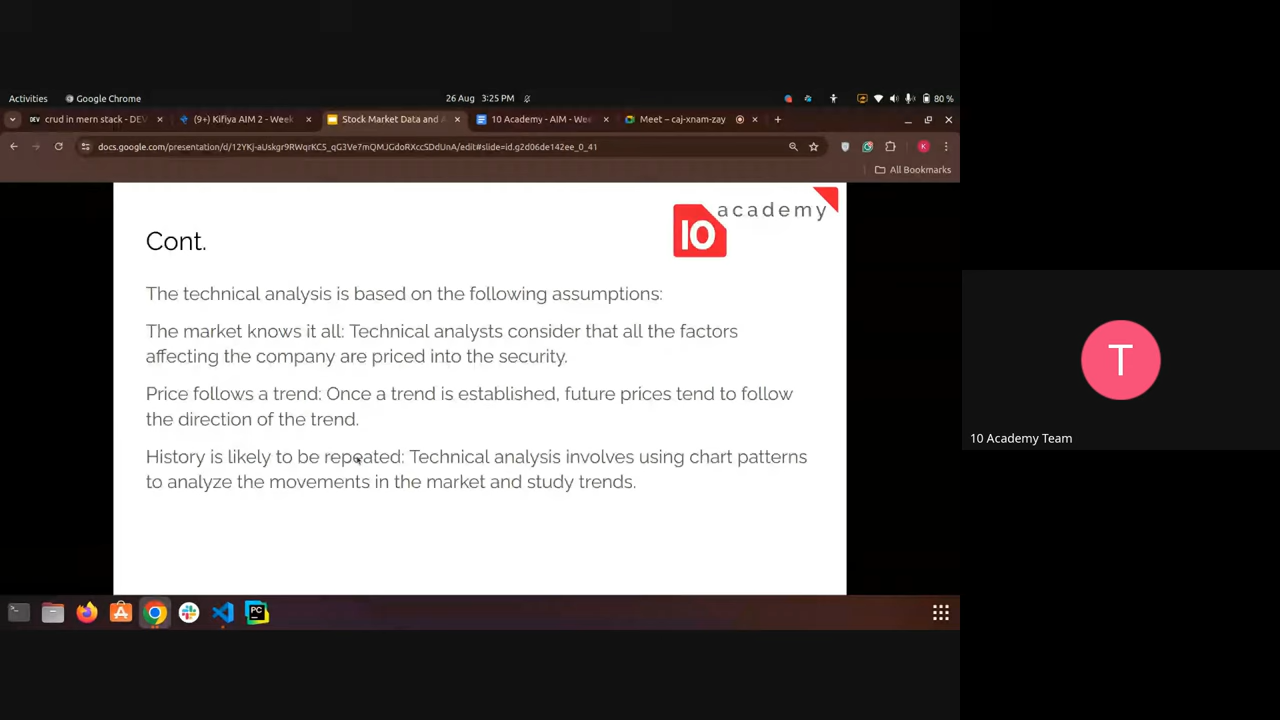 Activities
Google Chrome
26 Aug 3:25 PM
80 %
DEV
crud in mern stack - DEV
(9+) Kifiya AIM 2 - Week
Stock Market Data and A
10 Academy - AIM - We
Meet – caj-xnam-zay
docs.google.com/presentation/d/12YKj-aUskgr9RWqrKC5_qG3Ve7mQMJGdoRXccSDdUnA/edit#slide=id.g2d06de142ee_0_41
K
All Bookmarks
10 academy
Cont.
The technical analysis is based on the following assumptions:
The market knows it all: Technical analysts consider that all the factors
affecting the company are priced into the security.
Price follows a trend: Once a trend is established, future prices tend to follow
the direction of the trend.
History is likely to be repeated: Technical analysis involves using chart patterns
to analyze the movements in the market and study trends.
PC
T
10 Academy Team